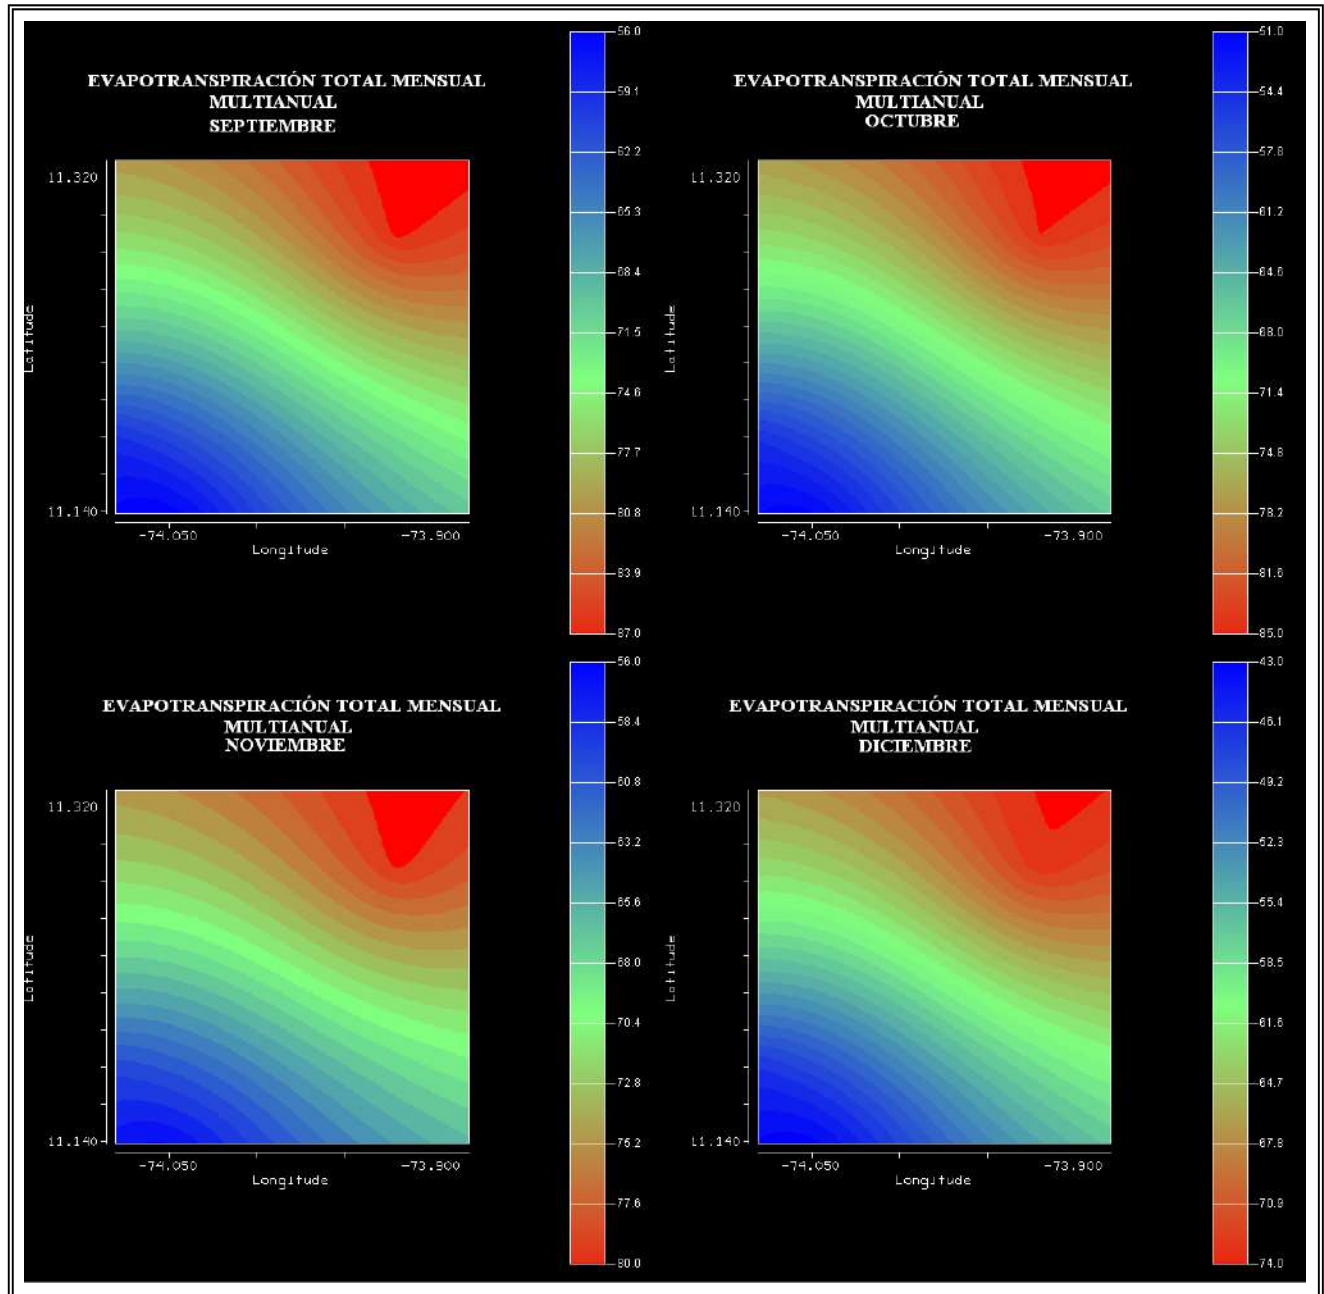 EVAPOTRANSPIRACIÓN TOTAL MENSUAL
MULTIANUAL
SEPTIEMBRE
11.320
Latitude
11.140
-74.050 -73.900
Longitude
56.0
59.1
62.2
65.3
68.4
71.5
74.6
77.7
80.8
83.9
87.0
EVAPOTRANSPIRACIÓN TOTAL MENSUAL
MULTIANUAL
OCTUBRE
11.320
Latitude
11.140
-74.050 -73.900
Longitude
51.0
54.4
57.8
61.2
64.6
68.0
71.4
74.8
78.2
81.6
85.0
EVAPOTRANSPIRACIÓN TOTAL MENSUAL
MULTIANUAL
NOVIEMBRE
11.320
Latitude
11.140
-74.050 -73.900
Longitude
56.0
58.4
60.8
63.2
65.6
68.0
70.4
72.8
75.2
77.6
80.0
EVAPOTRANSPIRACIÓN TOTAL MENSUAL
MULTIANUAL
DICIEMBRE
11.320
Latitude
11.140
-74.050 -73.900
Longitude
43.0
46.1
49.2
52.3
55.4
58.5
61.6
64.7
67.8
70.9
74.0